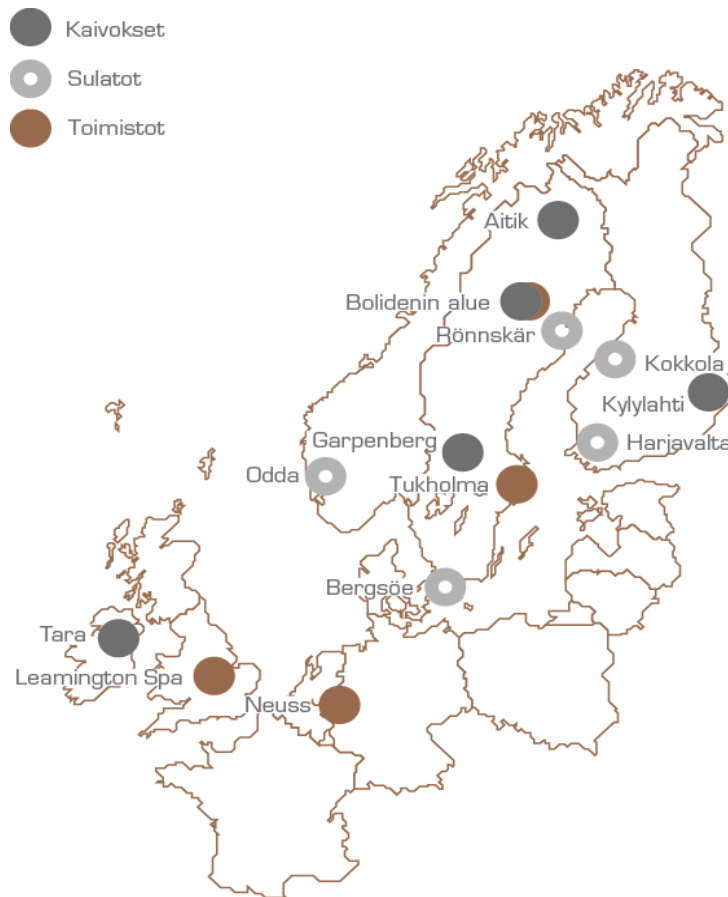 Kaivokset
Sulatot
Toimistot
Aitik
Bolidenin alue
Rönnskär
Kokkola
Kylylahti
Garpenberg
Harjavalta
Odda
Tukholma
Bergsöe
Tara
Leamington Spa
Neuss